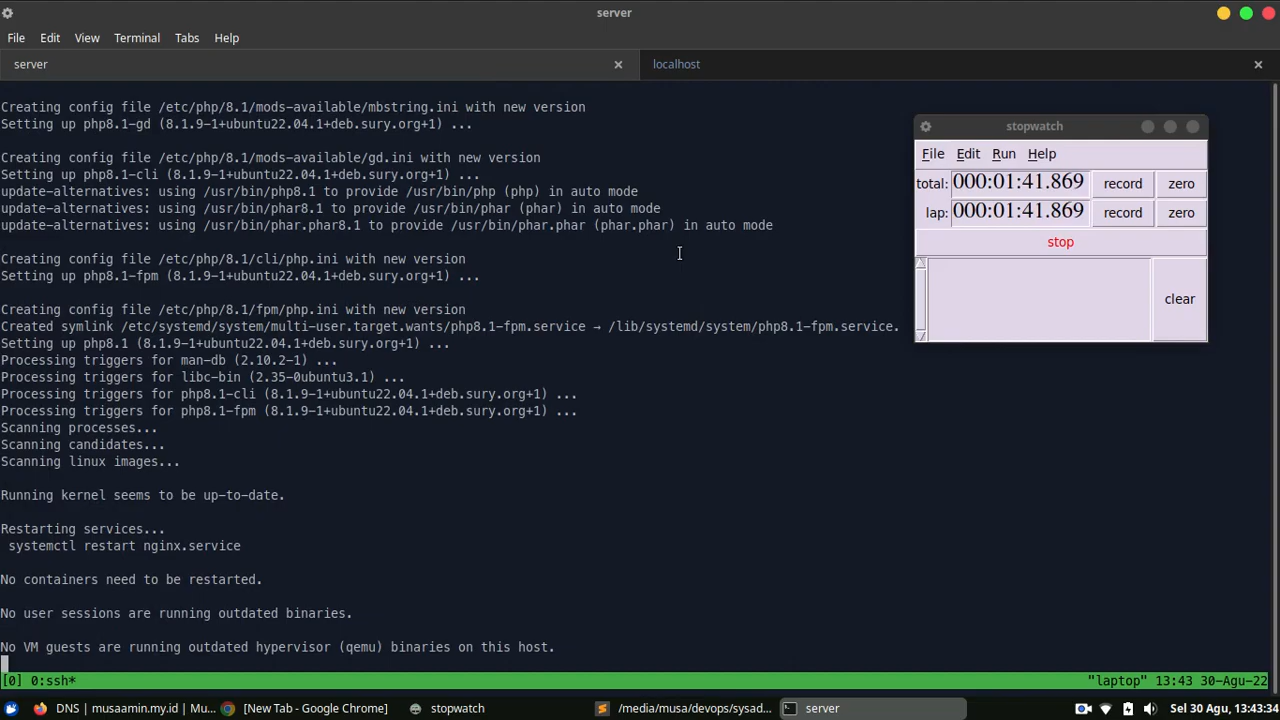 server
File Edit View Terminal Tabs Help
server
localhost
Creating config file /etc/php/8.1/mods-available/mbstring.ini with new version
Setting up php8.1-gd (8.1.9-1+ubuntu22.04.1+deb.sury.org+1) ...
Creating config file /etc/php/8.1/mods-available/gd.ini with new version
Setting up php8.1-cli (8.1.9-1+ubuntu22.04.1+deb.sury.org+1) ...
update-alternatives: using /usr/bin/php8.1 to provide /usr/bin/php (php) in auto mode
update-alternatives: using /usr/bin/phar8.1 to provide /usr/bin/phar (phar) in auto mode
update-alternatives: using /usr/bin/phar.phar8.1 to provide /usr/bin/phar.phar (phar.phar) in auto mode
Creating config file /etc/php/8.1/cli/php.ini with new version
Setting up php8.1-fpm (8.1.9-1+ubuntu22.04.1+deb.sury.org+1) ...
Creating config file /etc/php/8.1/fpm/php.ini with new version
Created symlink /etc/systemd/system/multi-user.target.wants/php8.1-fpm.service → /lib/systemd/system/php8.1-fpm.service.
Setting up php8.1 (8.1.9-1+ubuntu22.04.1+deb.sury.org+1) ...
Processing triggers for man-db (2.10.2-1) ...
Processing triggers for libc-bin (2.35-0ubuntu3.1) ...
Processing triggers for php8.1-cli (8.1.9-1+ubuntu22.04.1+deb.sury.org+1) ...
Processing triggers for php8.1-fpm (8.1.9-1+ubuntu22.04.1+deb.sury.org+1) ...
Scanning processes...
Scanning candidates...
Scanning linux images...
Running kernel seems to be up-to-date.
Restarting services...
systemctl restart nginx.service
No containers need to be restarted.
No user sessions are running outdated binaries.
No VM guests are running outdated hypervisor (qemu) binaries on this host.
[0] 0:ssh* "laptop" 13:43 30-Agu-22
stopwatch
File Edit Run Help
total: 000:01:41.869 record zero
lap: 000:01:41.869 record zero
stop
clear
DNS | musaamin.my.id | Mu... [New Tab - Google Chrome] stopwatch /media/musa/devops/sysad... server Sel 30 Agu, 13:43:34